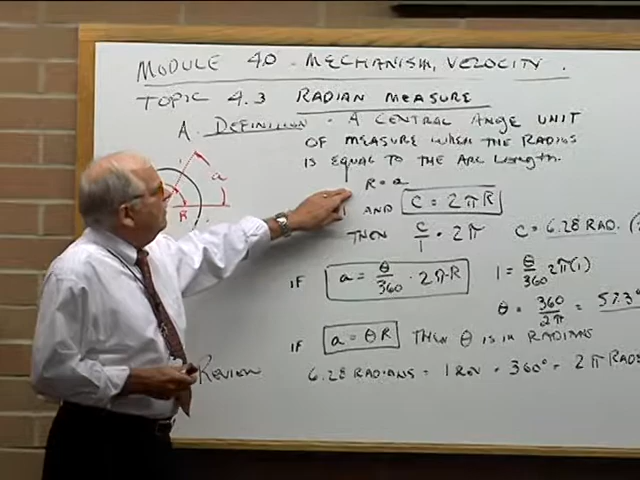 MODULE 4.0 - MECHANISM, VELOCITY.
TOPIC 4.3 RADIAN MEASURE
A. DEFINITION - A CENTRAL ANGLE UNIT
OF MEASURE WHEN THE RADIUS
IS EQUAL TO THE ARC LENGTH.
a
R
R = a
AND C = 2πR
THEN C/1 = 2π C = 6.28 RAD.
IF a = θ/360 · 2πR 1 = θ/360 2π(1)
θ = 360/2π = 57.3°
IF a = θR THEN θ IS IN RADIANS
REVIEW 6.28 RADIANS = 1 REV = 360° = 2π RAD